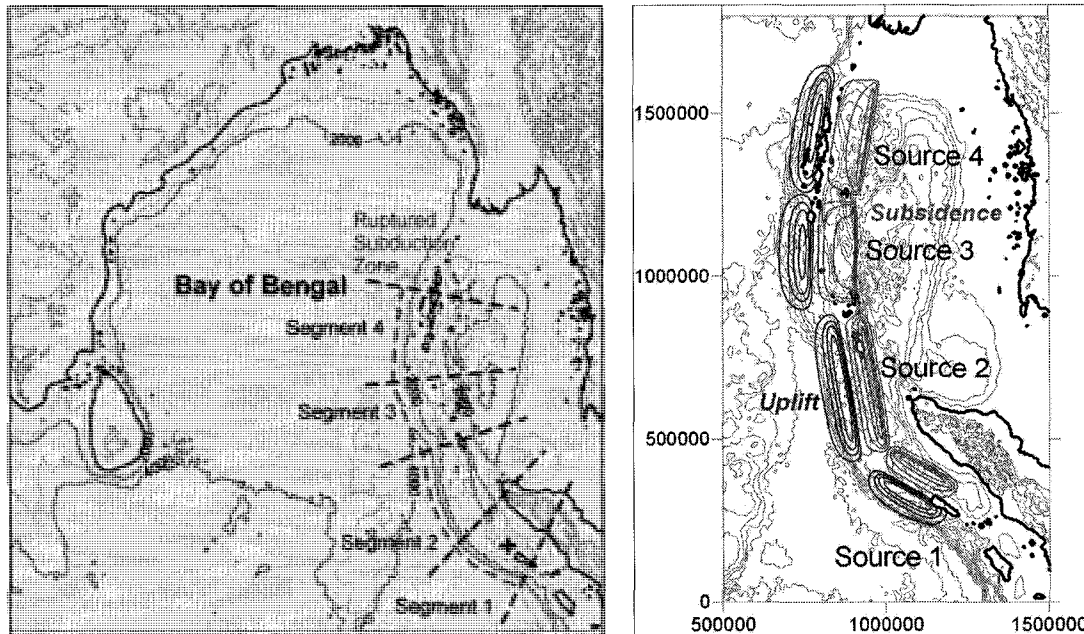 Ruptured
Subduction
Zone
Bay of Bengal
Segment 4
Segment 3
Segment 2
Segment 1
1500000
1000000
500000
0
500000
1000000
1500000
Source 4
Subsidence
Source 3
Source 2
Uplift
Source 1